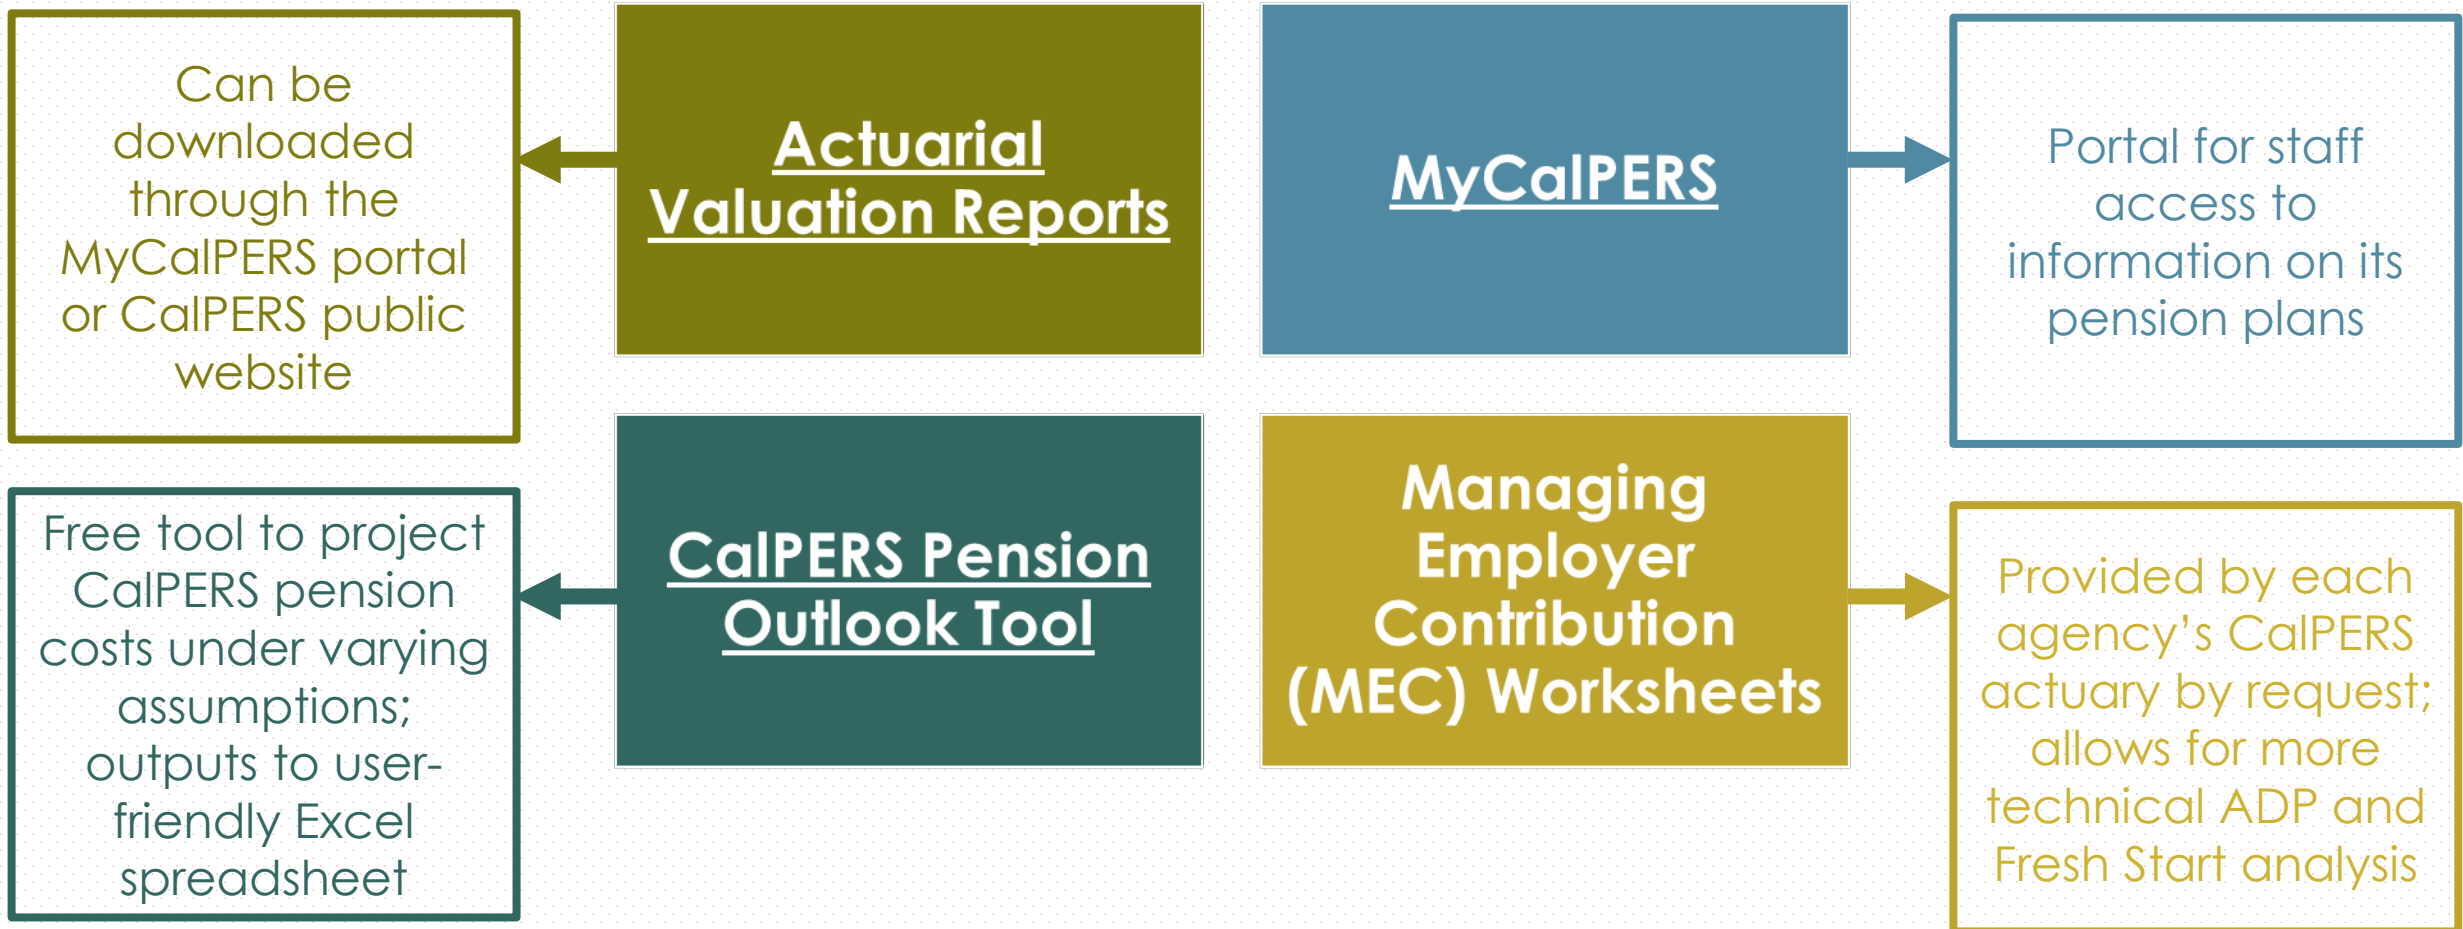 Can be
downloaded
through the
MyCalPERS portal
or CalPERS public
website
Actuarial
Valuation Reports
MyCalPERS
Portal for staff
access to
information on its
pension plans
Free tool to project
CalPERS pension
costs under varying
assumptions;
outputs to user-
friendly Excel
spreadsheet
CalPERS Pension
Outlook Tool
Managing
Employer
Contribution
(MEC) Worksheets
Provided by each
agency’s CalPERS
actuary by request;
allows for more
technical ADP and
Fresh Start analysis